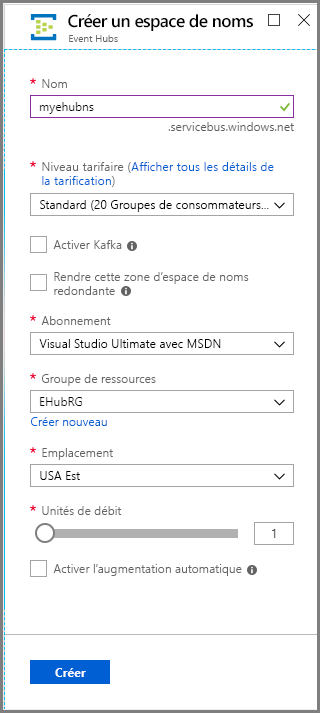 Créer un espace de noms
Event Hubs
* Nom
myehubns
.servicebus.windows.net
* Niveau tarifaire (Afficher tous les détails de
la tarification)
Standard (20 Groupes de consommateurs...
Activer Kafka
Rendre cette zone d'espace de noms
redondante
* Abonnement
Visual Studio Ultimate avec MSDN
* Groupe de ressources
EHubRG
Créer nouveau
* Emplacement
USA Est
* Unités de débit
1
Activer l'augmentation automatique
Créer